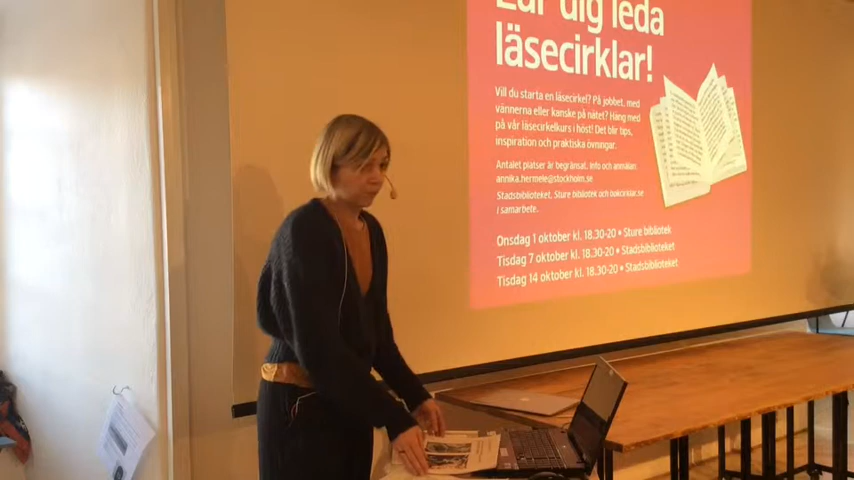 Lär dig leda
läsecirklar!
Vill du starta en läsecirkel? På jobbet, med
vännerna eller kanske på nätet? Häng med
på vår läsecirkelkurs i höst! Det blir tips,
inspiration och praktiska övningar.
Antalet platser är begränsat. Info och anmälan:
annika.hermele@stockholm.se
Stadsbiblioteket, Sture bibliotek och bokcirklar.se
i samarbete.
Onsdag 1 oktober kl. 18.30-20 • Sture bibliotek
Tisdag 7 oktober kl. 18.30-20 • Stadsbiblioteket
Tisdag 14 oktober kl. 18.30-20 • Stadsbiblioteket